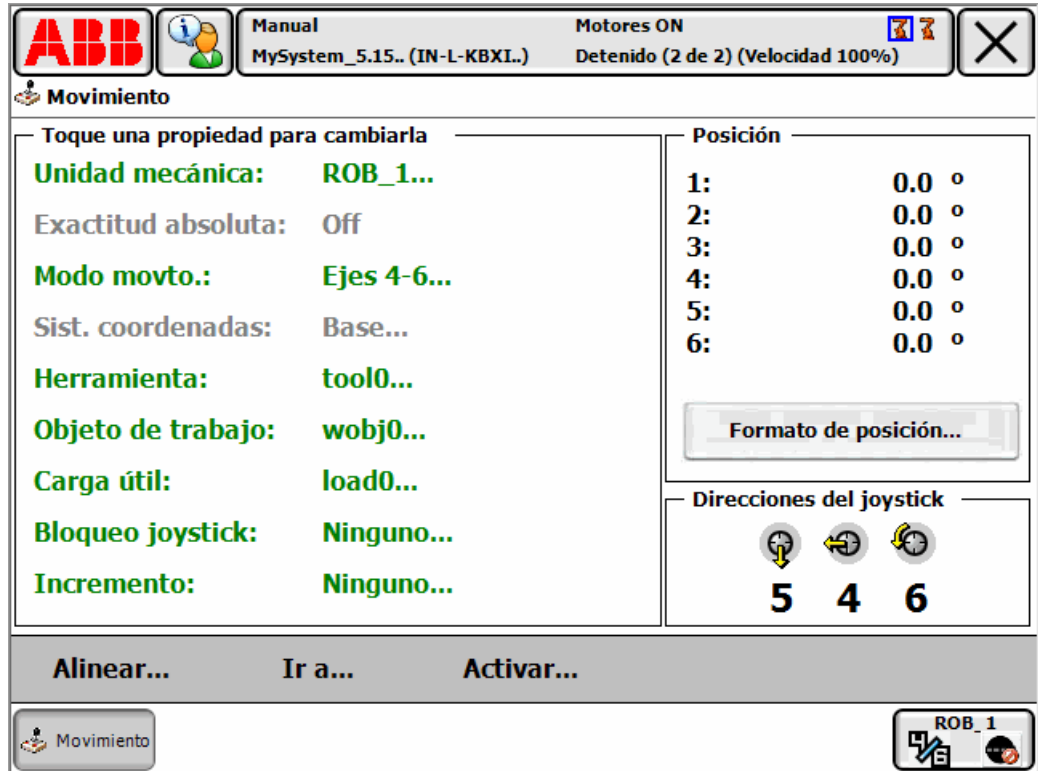 ABB
Manual
MySystem_5.15.. (IN-L-KBXI..)
Motores ON
Detenido (2 de 2) (Velocidad 100%)
Movimiento
Toque una propiedad para cambiarla
Unidad mecánica: ROB_1...
Exactitud absoluta: Off
Modo movto.: Ejes 4-6...
Sist. coordenadas: Base...
Herramienta: tool0...
Objeto de trabajo: wobj0...
Carga útil: load0...
Bloqueo joystick: Ninguno...
Incremento: Ninguno...
Posición
1: 0.0 º
2: 0.0 º
3: 0.0 º
4: 0.0 º
5: 0.0 º
6: 0.0 º
Formato de posición...
Direcciones del joystick
5 4 6
Alinear... Ir a... Activar...
Movimiento
ROB_1
4/6